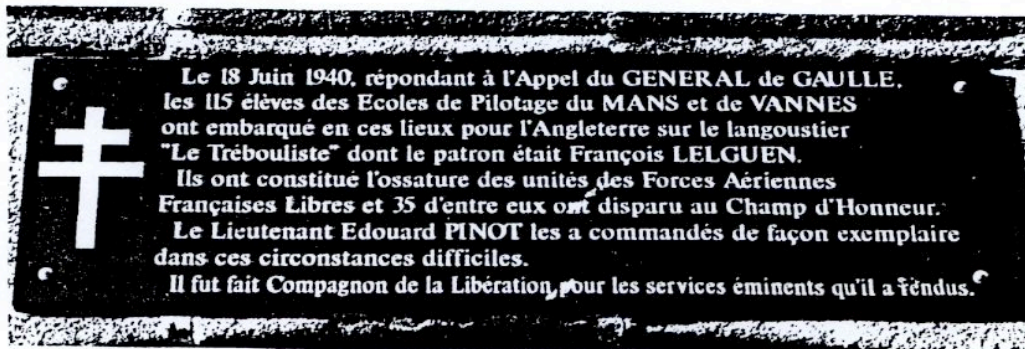 Le 18 Juin 1940, répondant à l'Appel du GENERAL de GAULLE,
les 115 élèves des Ecoles de Pilotage du MANS et de VANNES
ont embarqué en ces lieux pour l'Angleterre sur le langoustier
"Le Trébouliste" dont le patron était François LELGUEN.
Ils ont constitué l'ossature des unités des Forces Aériennes
Françaises Libres et 35 d'entre eux ont disparu au Champ d'Honneur.
Le Lieutenant Edouard PINOT les a commandés de façon exemplaire
dans ces circonstances difficiles.
Il fut fait Compagnon de la Libération pour les services éminents qu'il a rendus.